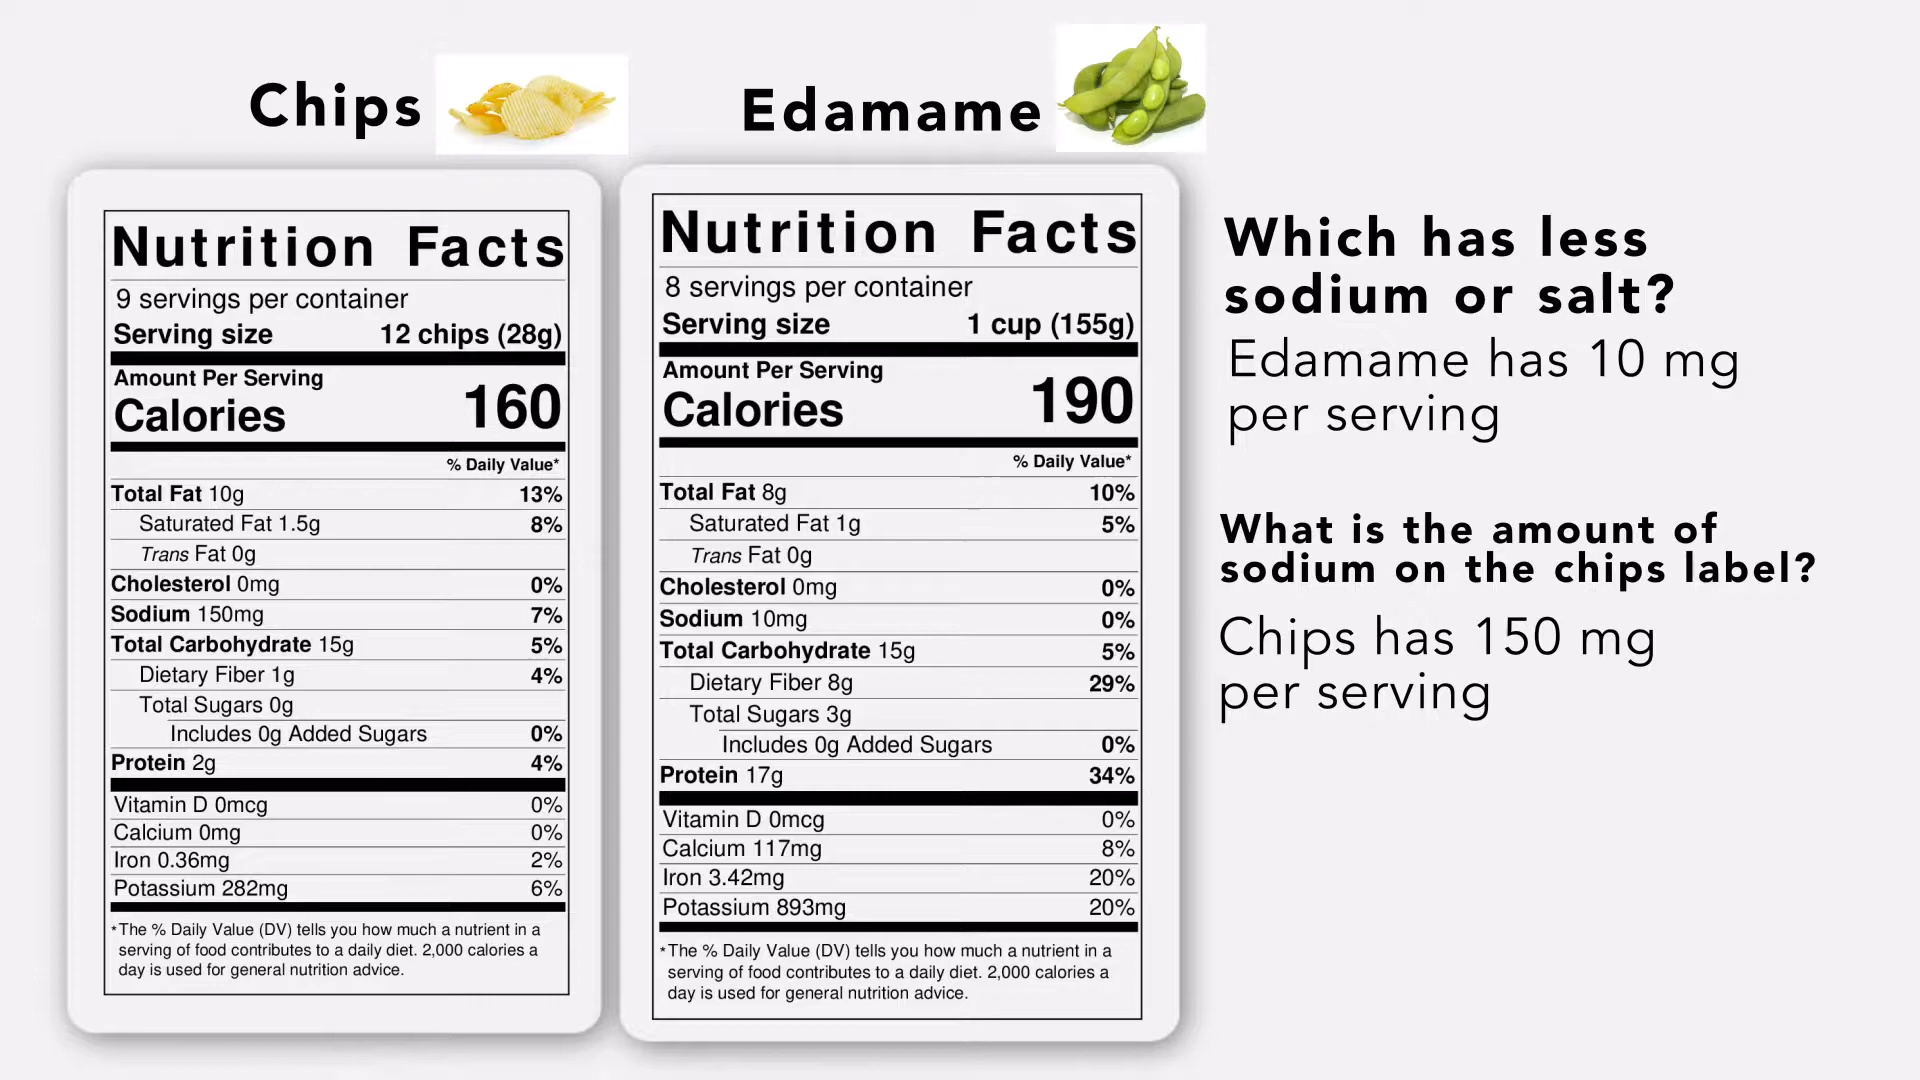 Chips
Edamame
Nutrition Facts
9 servings per container
Serving size 12 chips (28g)
Amount Per Serving
Calories 160
% Daily Value*
Total Fat 10g 13%
Saturated Fat 1.5g 8%
Trans Fat 0g
Cholesterol 0mg 0%
Sodium 150mg 7%
Total Carbohydrate 15g 5%
Dietary Fiber 1g 4%
Total Sugars 0g
Includes 0g Added Sugars 0%
Protein 2g 4%
Vitamin D 0mcg 0%
Calcium 0mg 0%
Iron 0.36mg 2%
Potassium 282mg 6%
*The % Daily Value (DV) tells you how much a nutrient in a
serving of food contributes to a daily diet. 2,000 calories a
day is used for general nutrition advice.
Nutrition Facts
8 servings per container
Serving size 1 cup (155g)
Amount Per Serving
Calories 190
% Daily Value*
Total Fat 8g 10%
Saturated Fat 1g 5%
Trans Fat 0g
Cholesterol 0mg 0%
Sodium 10mg 0%
Total Carbohydrate 15g 5%
Dietary Fiber 8g 29%
Total Sugars 3g
Includes 0g Added Sugars 0%
Protein 17g 34%
Vitamin D 0mcg 0%
Calcium 117mg 8%
Iron 3.42mg 20%
Potassium 893mg 20%
*The % Daily Value (DV) tells you how much a nutrient in a
serving of food contributes to a daily diet. 2,000 calories a
day is used for general nutrition advice.
Which has less
sodium or salt?
Edamame has 10 mg
per serving
What is the amount of
sodium on the chips label?
Chips has 150 mg
per serving